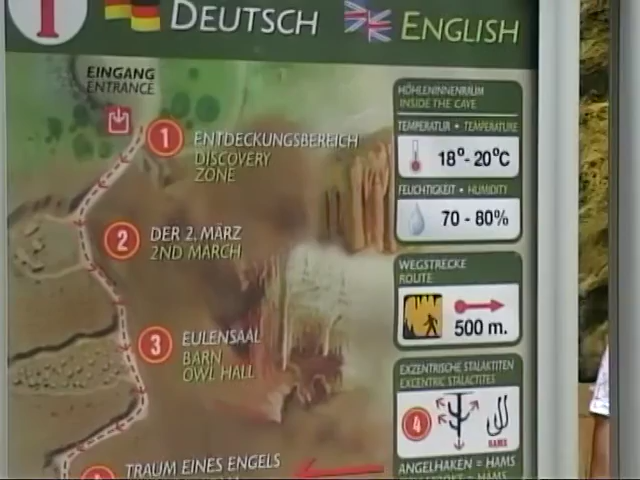 1
DEUTSCH
ENGLISH
EINGANG
ENTRANCE
1
ENTDECKUNGSBEREICH
DISCOVERY
ZONE
2
DER 2. MÄRZ
2ND MARCH
3
EULENSAAL
BARN
OWL HALL
TRAUM EINES ENGELS
HÖHLENINNENRAUM
INSIDE THE CAVE
TEMPERATUR • TEMPERATURE
18º- 20ºC
FEUCHTIGKEIT • HUMIDITY
70 - 80%
WEGSTRECKE
ROUTE
500 m.
EXZENTRISCHE STALAKTITEN
EXCENTRIC STALACTITES
4
HAMS
ANGELHAKEN = HAMS
= HAMS